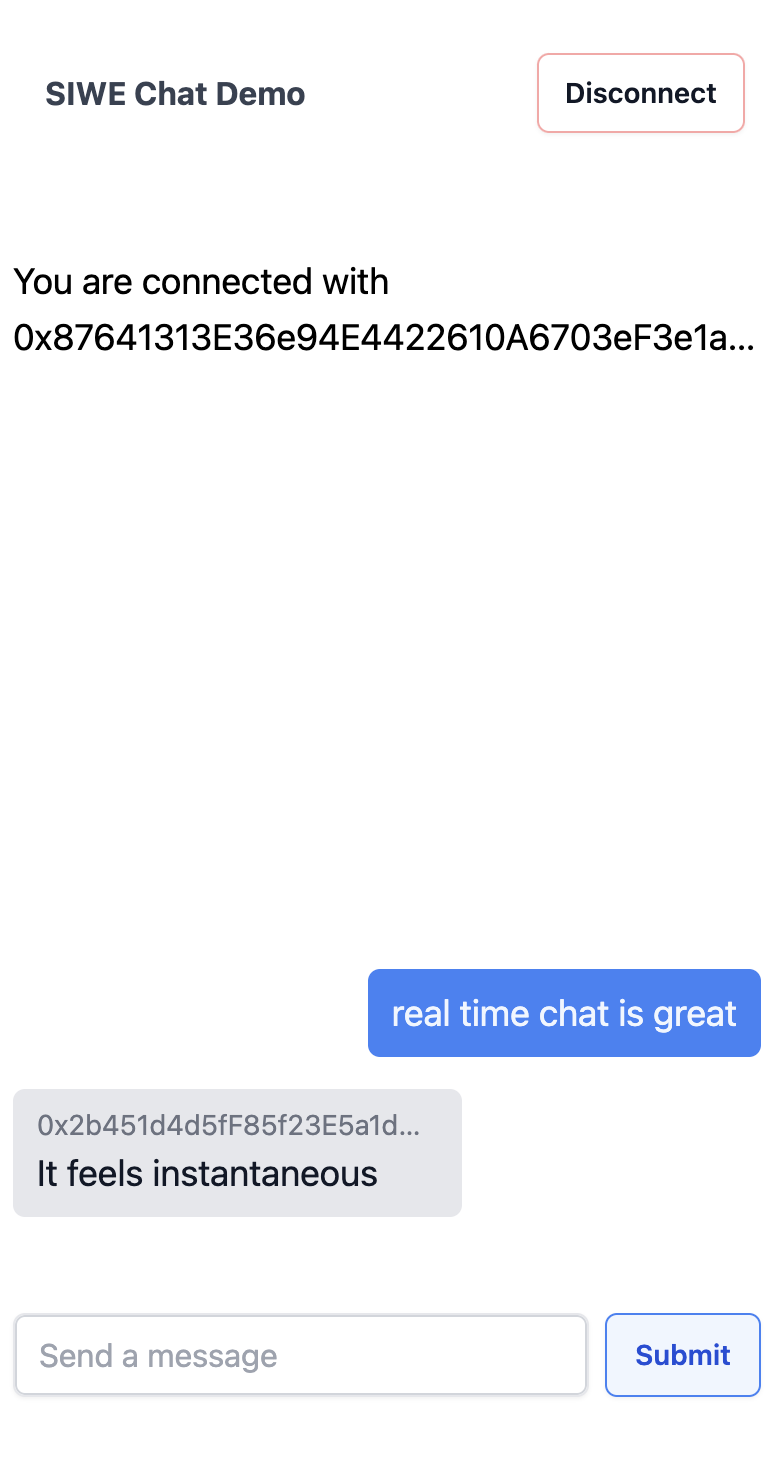 SIWE Chat Demo
Disconnect
You are connected with
0x87641313E36e94E4422610A6703eF3e1a...
real time chat is great
0x2b451d4d5fF85f23E5a1d...
It feels instantaneous
Send a message
Submit